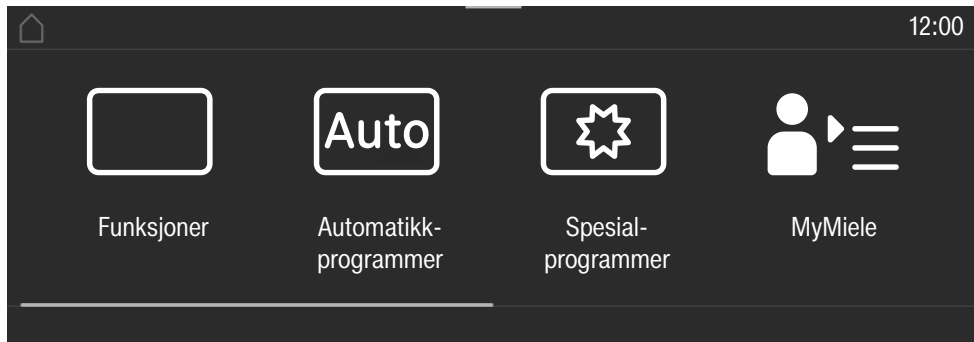 12:00
Auto
Funksjoner
Automatikk-
programmer
Spesial-
programmer
MyMiele